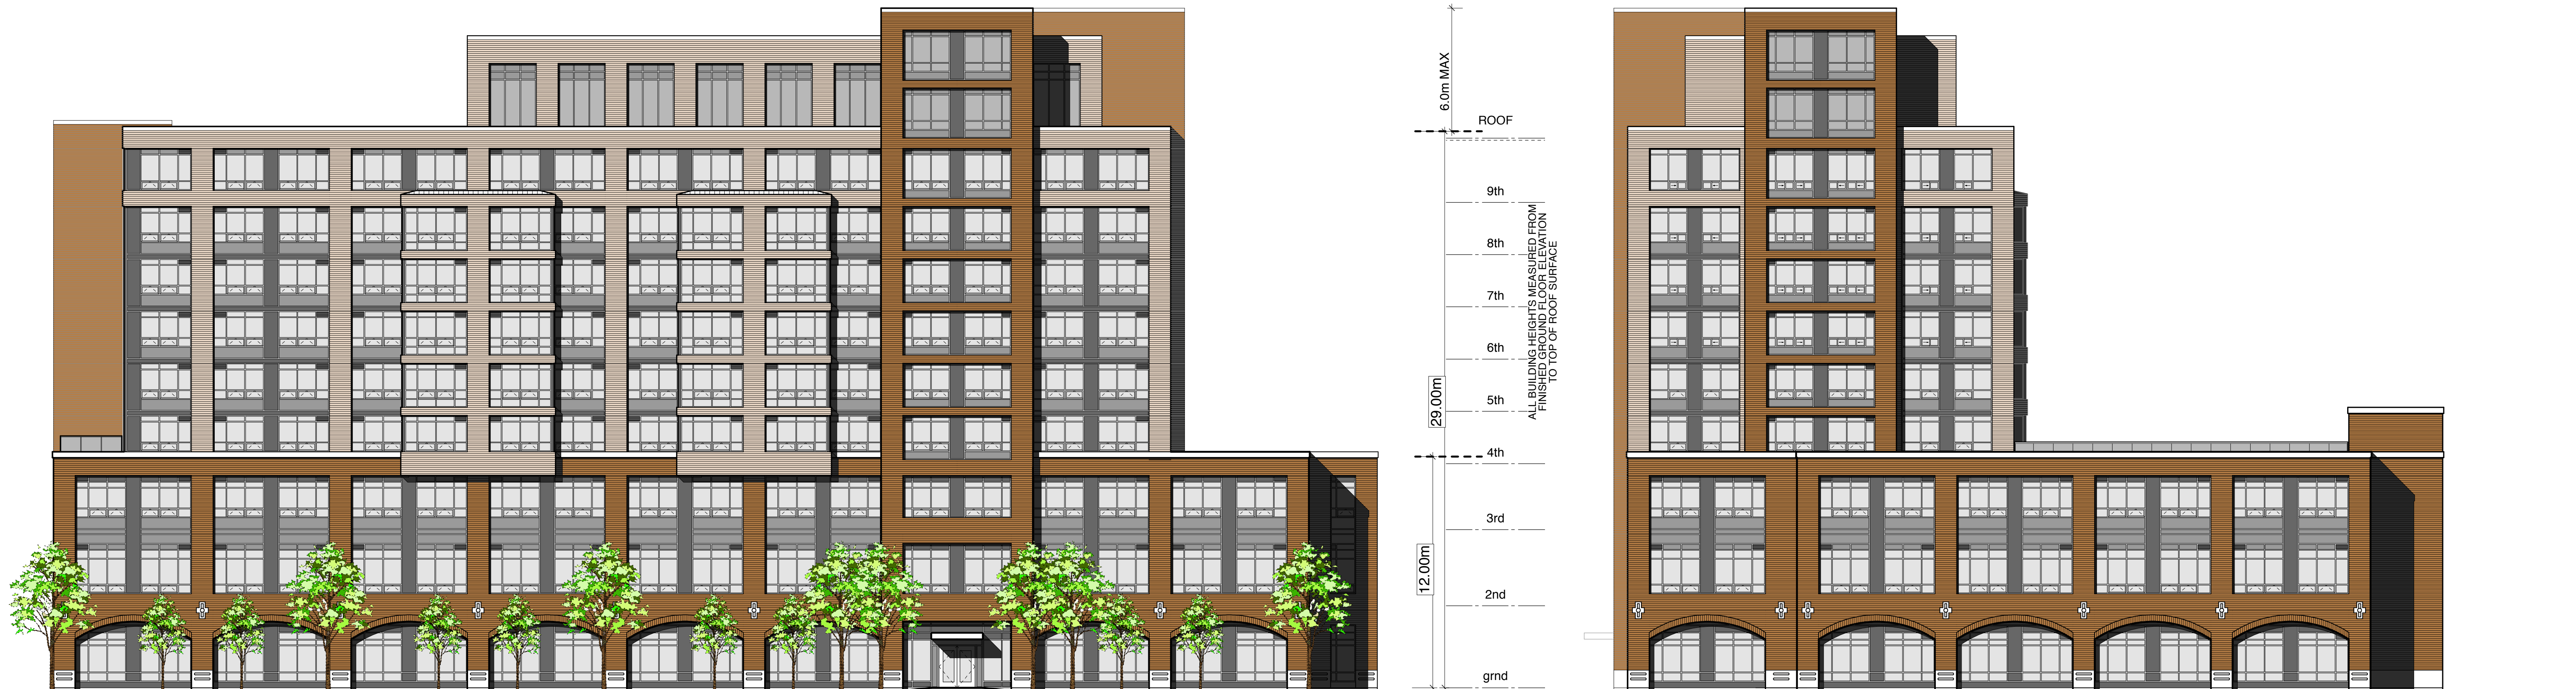 6.0m MAX
ROOF
9th
8th
7th
6th
5th
4th
3rd
2nd
grnd
29.00m
12.00m
ALL BUILDING HEIGHTS MEASURED FROM
FINISHED GROUND FLOOR ELEVATION
TO TOP OF ROOF SURFACE